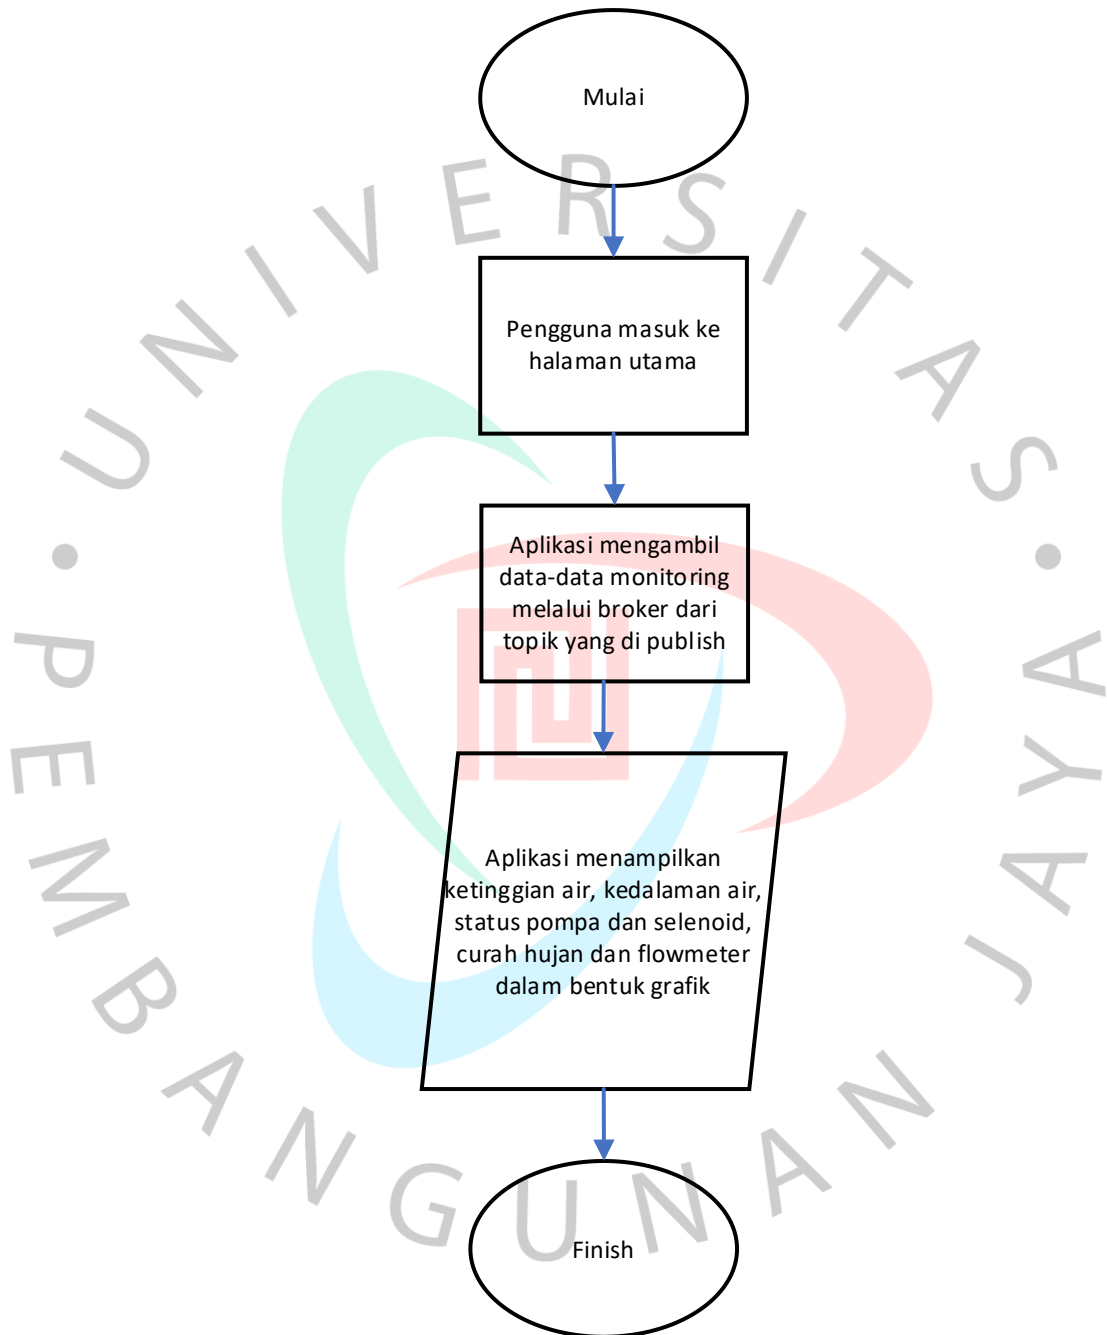 Mulai
Pengguna masuk ke
halaman utama
Aplikasi mengambil
data-data monitoring
melalui broker dari
topik yang di publish
Aplikasi menampilkan
ketinggian air, kedalaman air,
status pompa dan selenoid,
curah hujan dan flowmeter
dalam bentuk grafik
Finish
UNIVERSITAS
• PEMBANGUNAN JAYA •